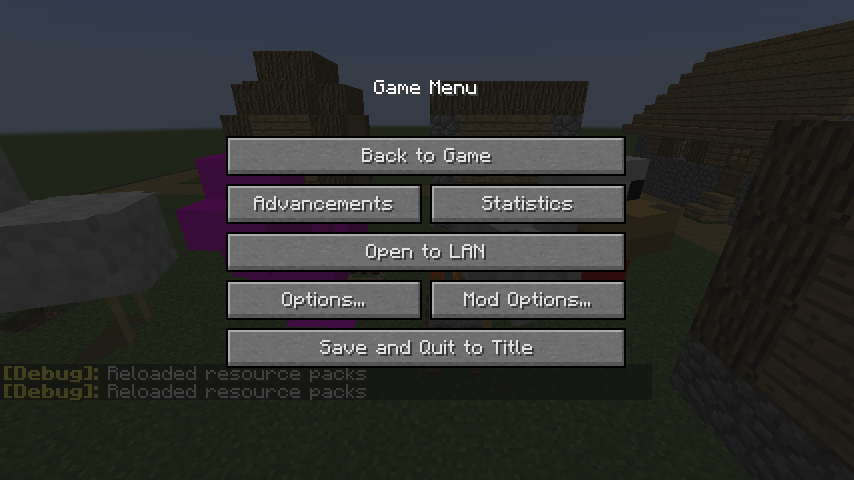 Game Menu
Back to Game
Advancements
Statistics
Open to LAN
Options...
Mod Options...
Save and Quit to Title
[Debug]: Reloaded resource packs
[Debug]: Reloaded resource packs